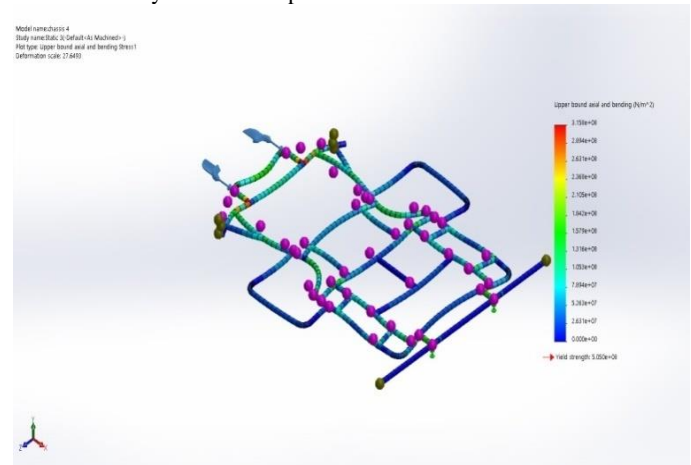 Model name:chassis 4
Study name:Static 3(-Default<As Machined>-)
Plot type: Upper bound axial and bending Stress1
Deformation scale: 27.6493
Upper bound axial and bending (N/m^2)
3.158e+08
2.894e+08
2.631e+08
2.368e+08
2.105e+08
1.842e+08
1.579e+08
1.316e+08
1.053e+08
7.894e+07
5.263e+07
2.631e+07
0.000e+00
Yield strength: 5.050e+08
Y
Z
X